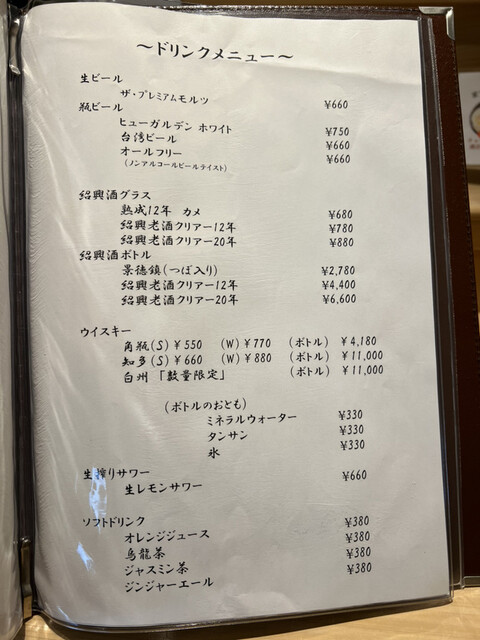 ～ドリンクメニュー～
生ビール
ザ・プレミアムモルツ ¥660
瓶ビール
ヒューガルデン ホワイト ¥750
台湾ビール ¥660
オールフリー ¥660
(ノンアルコールビールテイスト)
紹興酒グラス
熟成12年 カメ ¥680
紹興老酒クリアー12年 ¥780
紹興老酒クリアー20年 ¥880
紹興酒ボトル
景徳鎮(つぼ入り) ¥2,780
紹興老酒クリアー12年 ¥4,400
紹興老酒クリアー20年 ¥6,600
ウイスキー
角瓶(S) ¥550 (W) ¥770 (ボトル) ¥4,180
知多(S) ¥660 (W) ¥880 (ボトル) ¥11,000
白州「数量限定」 (ボトル) ¥11,000
(ボトルのおとも)
ミネラルウォーター ¥330
タンサン ¥330
氷 ¥330
生搾りサワー
生レモンサワー ¥660
ソフトドリンク
オレンジジュース ¥380
烏龍茶 ¥380
ジャスミン茶 ¥380
ジンジャーエール ¥380